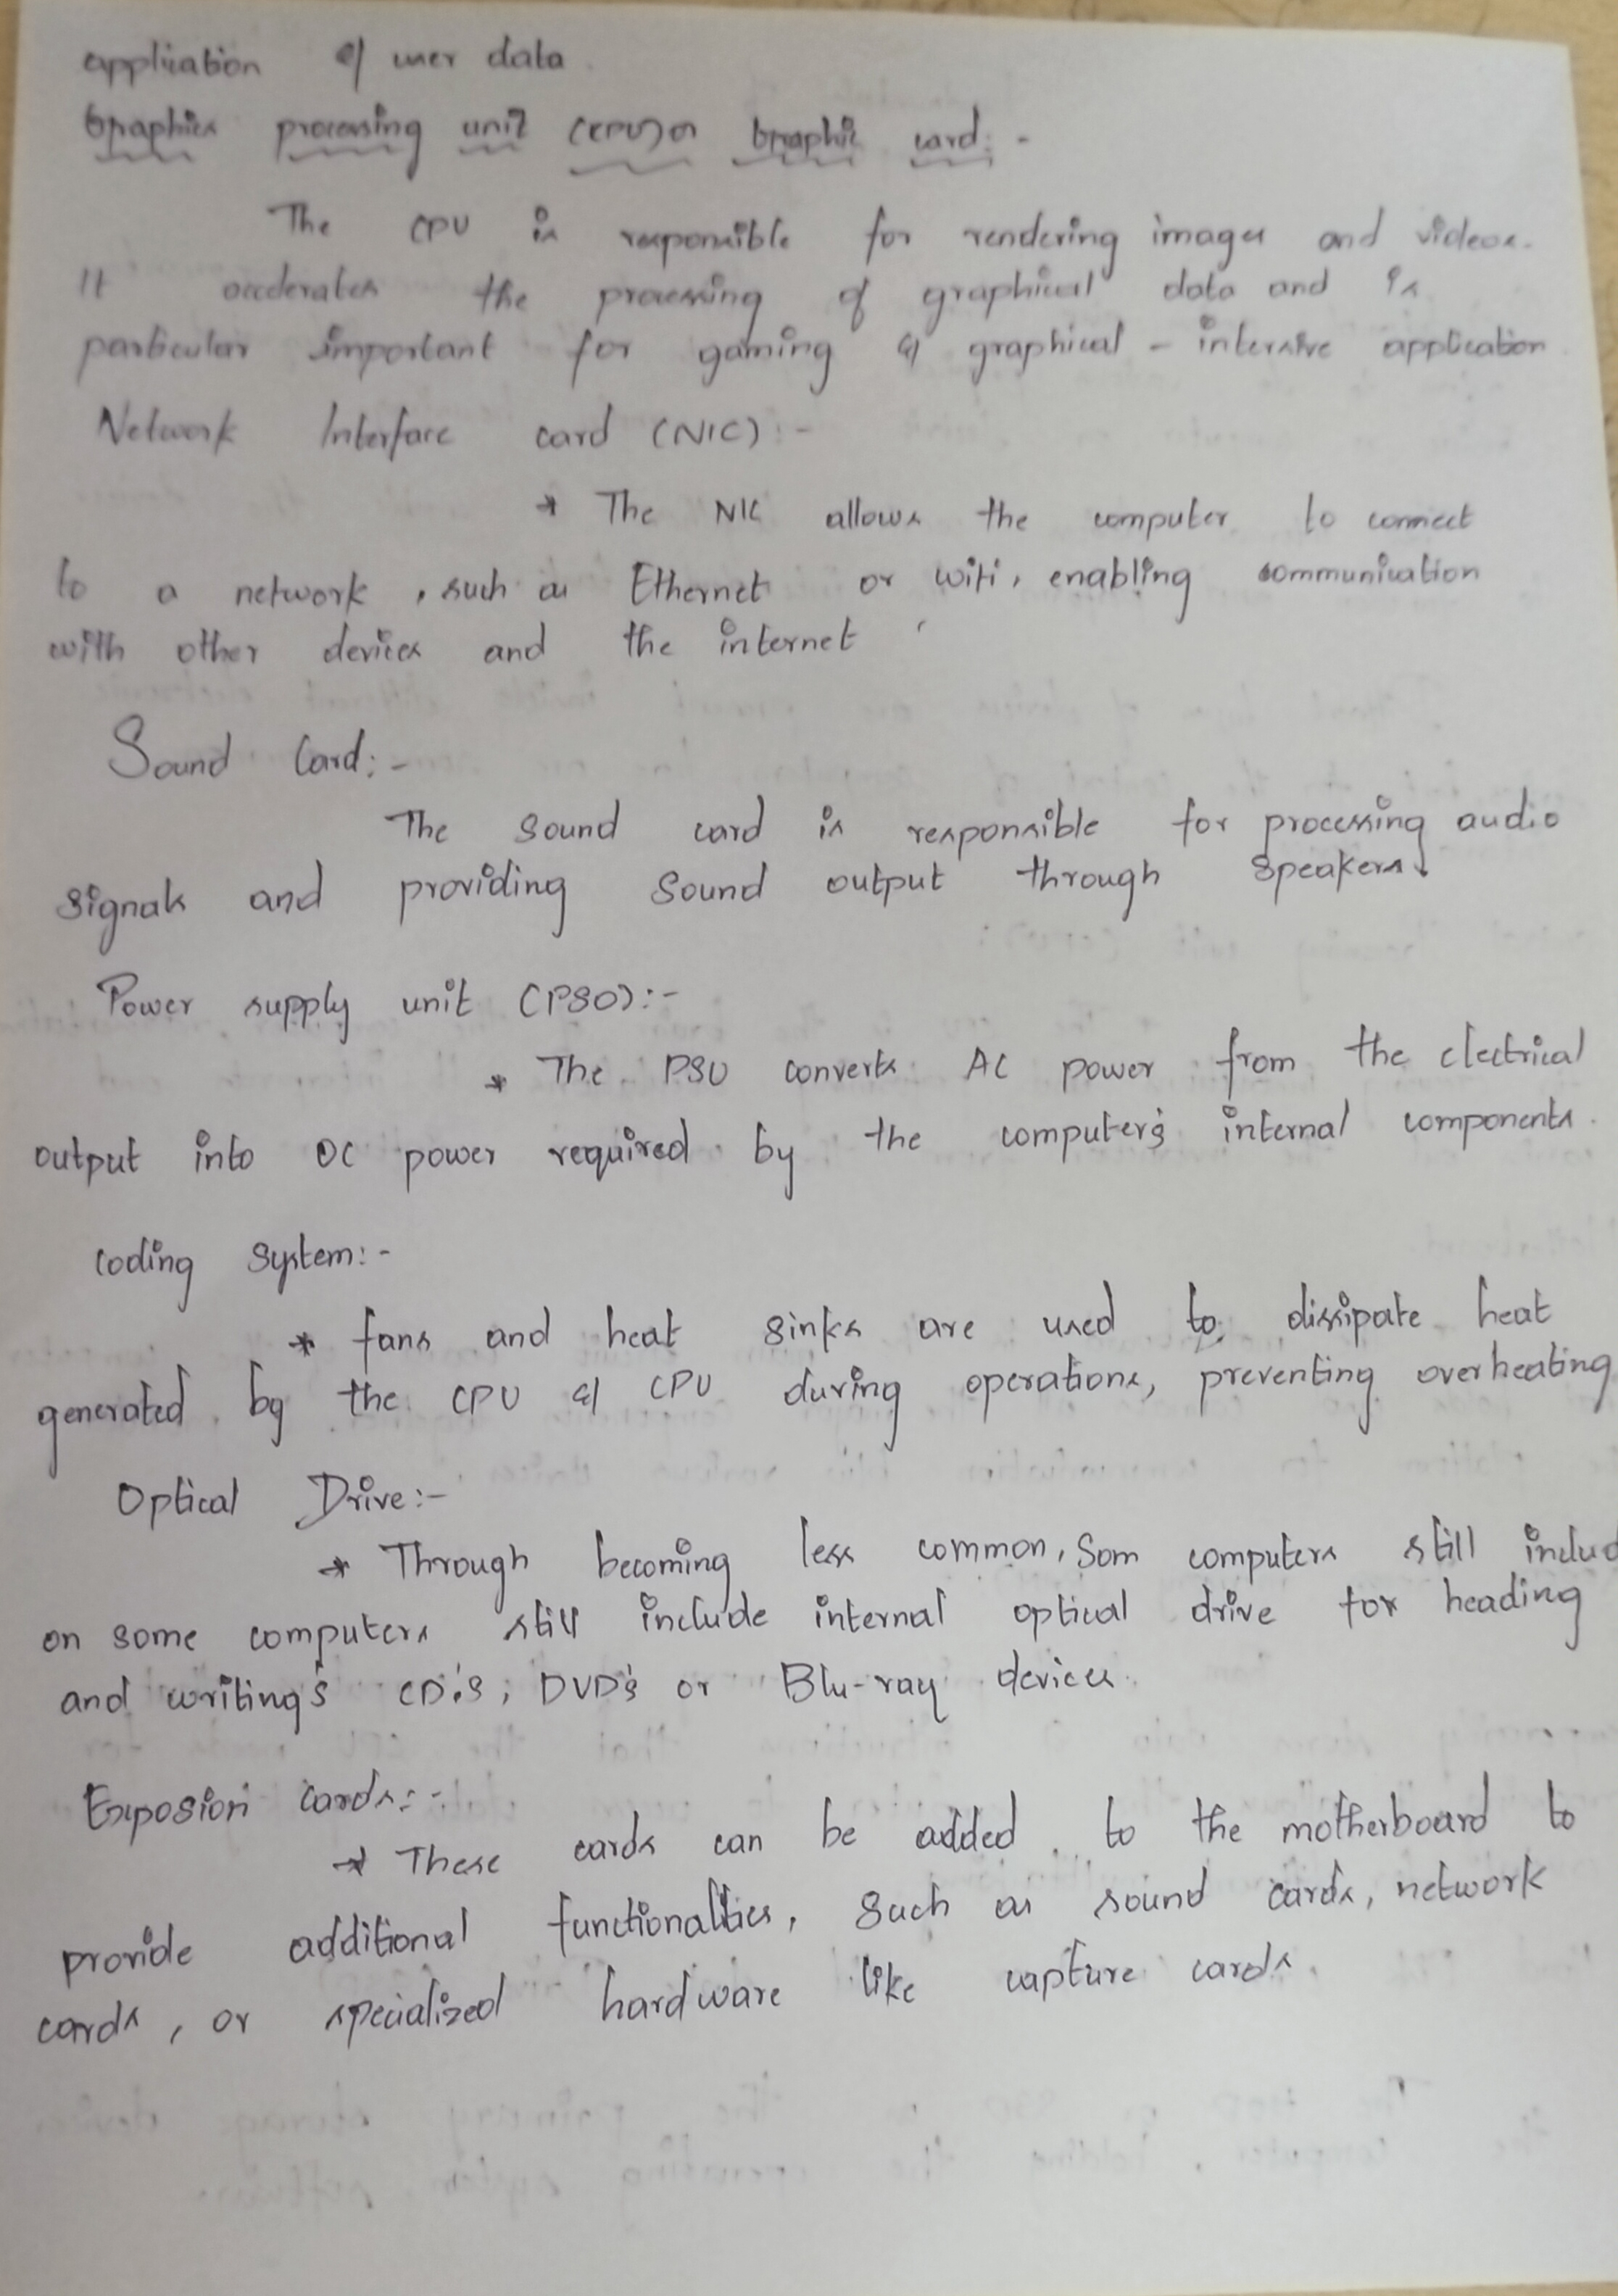 application & user data.
Graphics processing unit (GPU) or Graphic card:-
The GPU is responsible for rendering images and videos.
It accelerates the processing of graphical data and is
particular important for gaming & graphical - intensive application
Network Interface card (NIC):-
* The NIC allows the computer to connect
to a network, such as Ethernet or wifi, enabling communication
with other devices and the internet
Sound Card:-
The Sound card is responsible for processing audio
signals and providing Sound output through speakers.
Power supply unit (PSU):-
* The PSU converts AC power from the electrical
output into DC power required by the computer's internal components.
Cooling System:-
* fans and heat sinks are used to dissipate heat
generated by the CPU & GPU during operations, preventing overheating
Optical Drive:-
* Through becoming less common, Som computers still includ
on some computers still include internal optical drive for heading
and writing's CD's, DVD's or Blu-ray devices.
Exposion cards:-
* These cards can be added to the motherboard to
provide additional functionalties, such as sound cards, network
cards, or specialized hardware like capture cards.